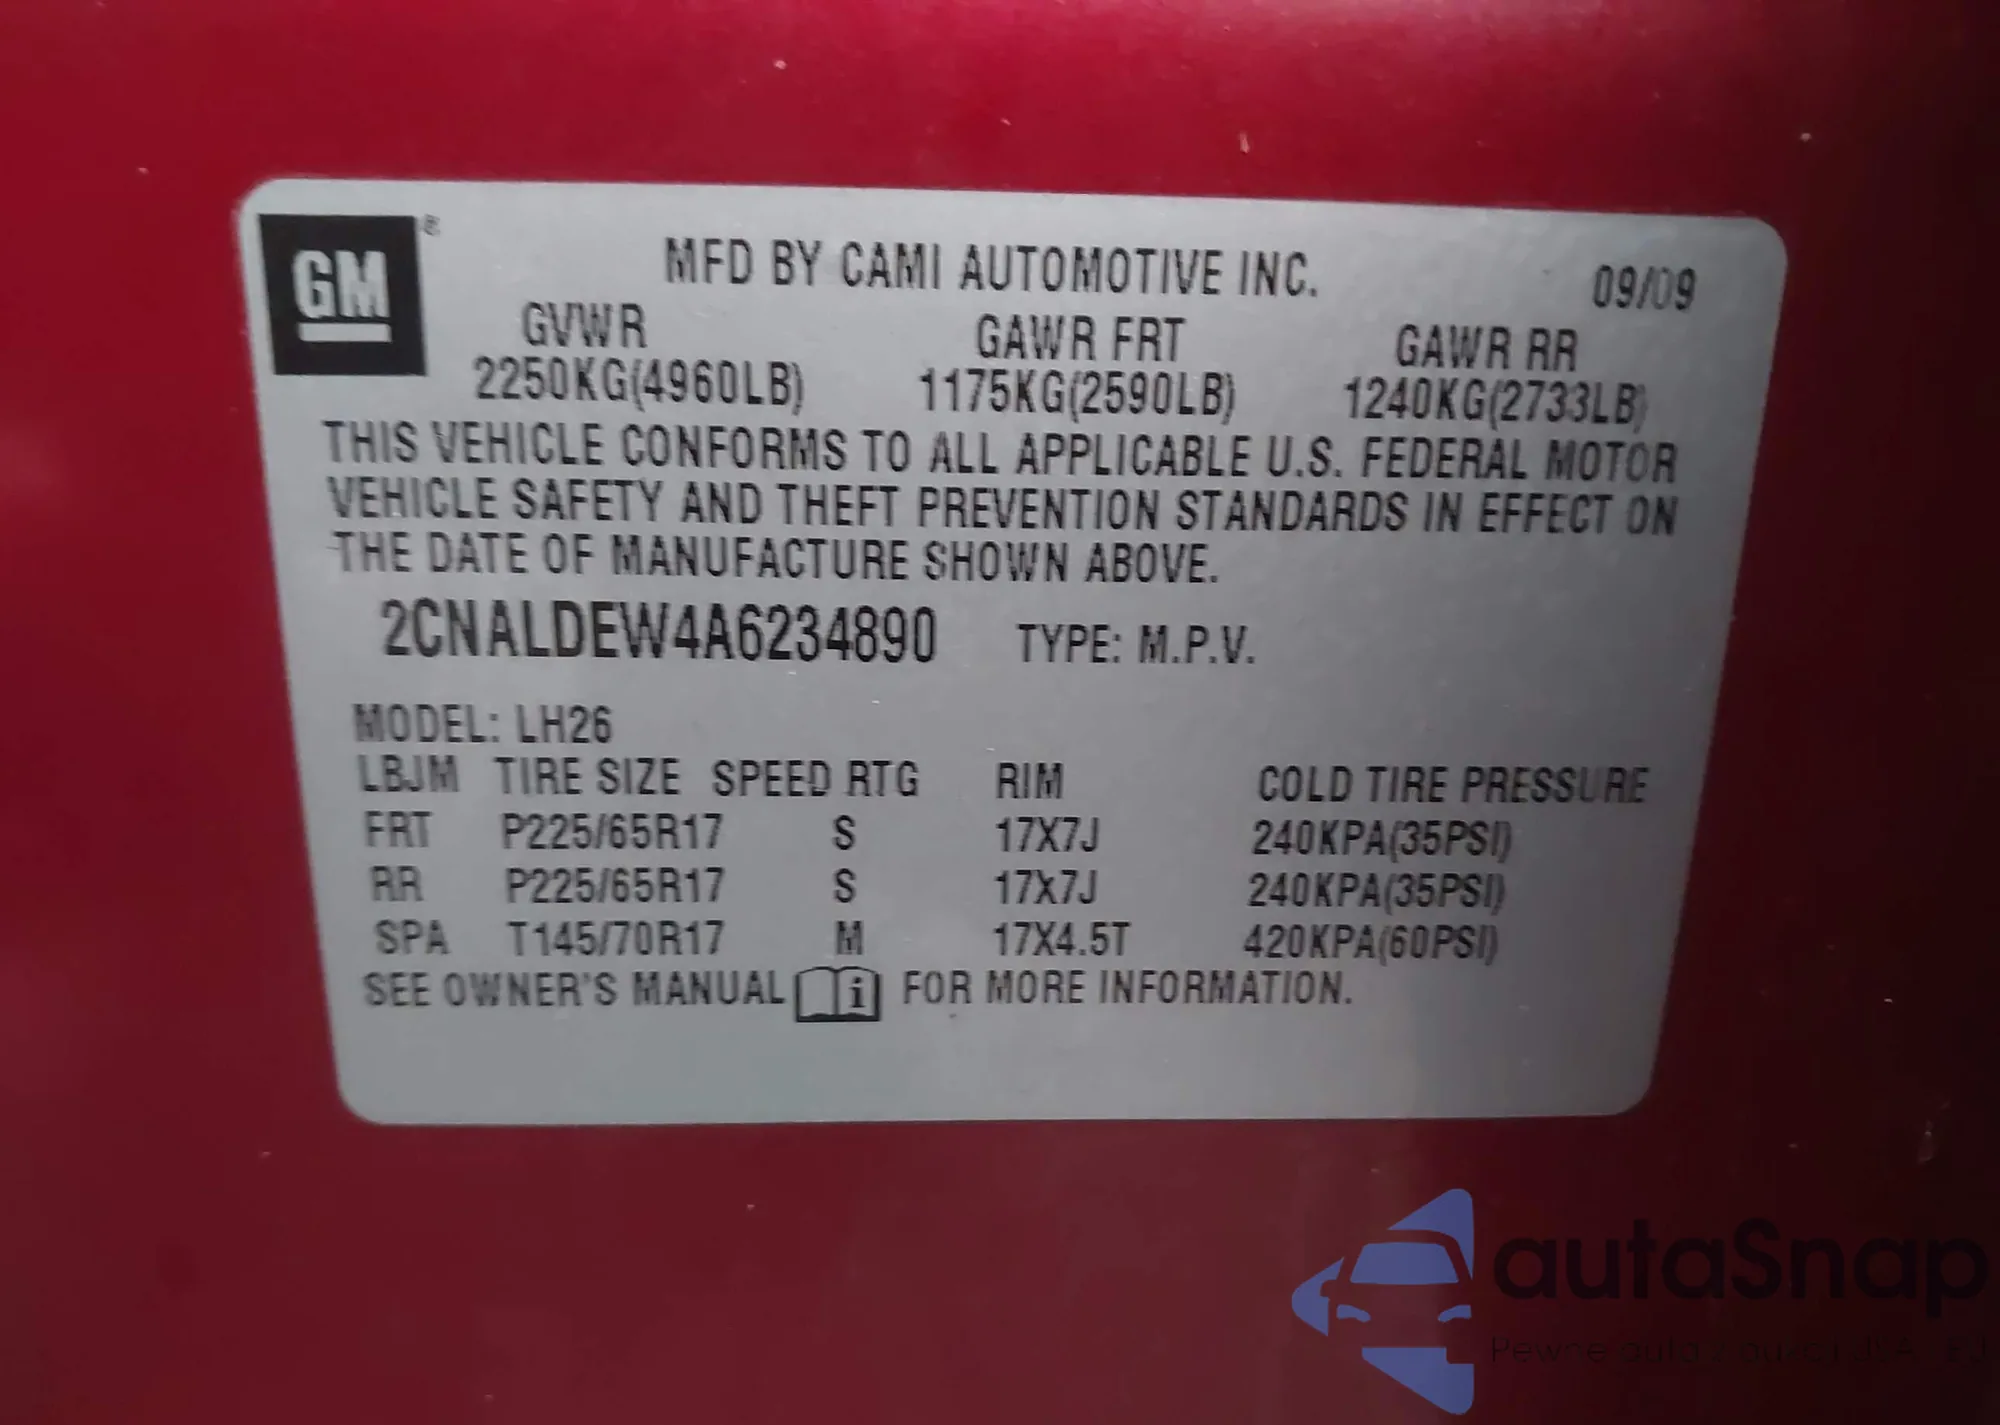 GM®
MFD BY CAMI AUTOMOTIVE INC. 09/09
GVWR GAWR FRT GAWR RR
2250KG(4960LB) 1175KG(2590LB) 1240KG(2733LB)
THIS VEHICLE CONFORMS TO ALL APPLICABLE U.S. FEDERAL MOTOR
VEHICLE SAFETY AND THEFT PREVENTION STANDARDS IN EFFECT ON
THE DATE OF MANUFACTURE SHOWN ABOVE.
2CNALDEW4A6234890 TYPE: M.P.V.
MODEL: LH26
LBJM TIRE SIZE SPEED RTG RIM COLD TIRE PRESSURE
FRT P225/65R17 S 17X7J 240KPA(35PSI)
RR P225/65R17 S 17X7J 240KPA(35PSI)
SPA T145/70R17 M 17X4.5T 420KPA(60PSI)
SEE OWNER'S MANUAL i FOR MORE INFORMATION.
autaSnap
Pewne auto z